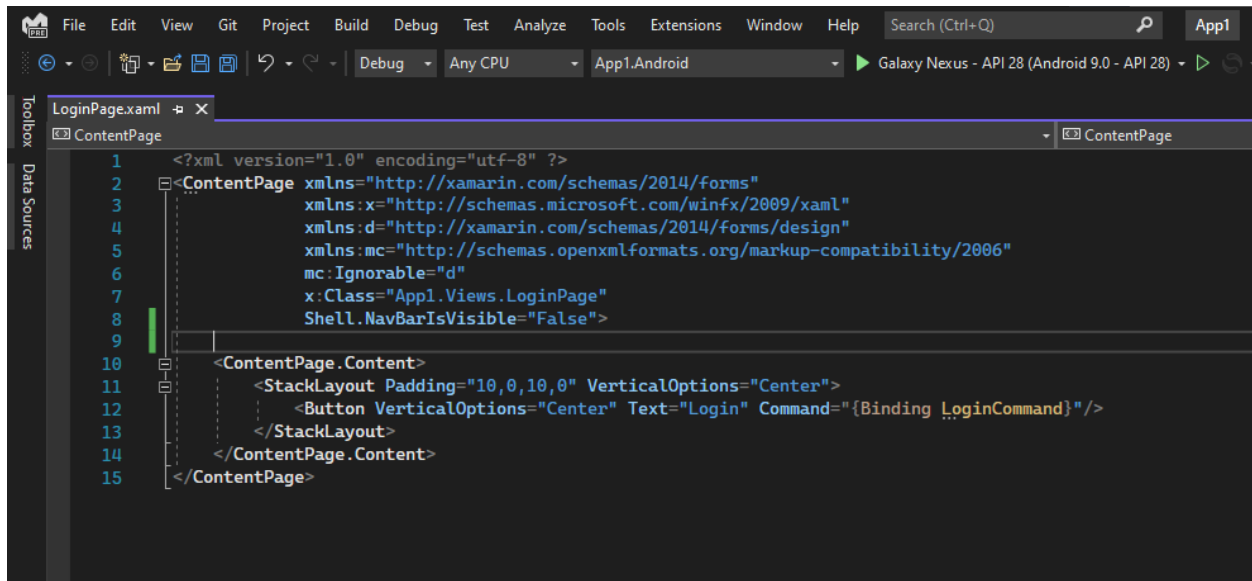 File Edit View Git Project Build Debug Test Analyze Tools Extensions Window Help Search (Ctrl+Q) App1
PRE
Debug Any CPU App1.Android Galaxy Nexus - API 28 (Android 9.0 - API 28)
Toolbox
Data Sources
LoginPage.xaml
ContentPage ContentPage
1 <?xml version="1.0" encoding="utf-8" ?>
2 <ContentPage xmlns="http://xamarin.com/schemas/2014/forms"
3 xmlns:x="http://schemas.microsoft.com/winfx/2009/xaml"
4 xmlns:d="http://xamarin.com/schemas/2014/forms/design"
5 xmlns:mc="http://schemas.openxmlformats.org/markup-compatibility/2006"
6 mc:Ignorable="d"
7 x:Class="App1.Views.LoginPage"
8 Shell.NavBarIsVisible="False">
9
10 <ContentPage.Content>
11 <StackLayout Padding="10,0,10,0" VerticalOptions="Center">
12 <Button VerticalOptions="Center" Text="Login" Command="{Binding LoginCommand}"/>
13 </StackLayout>
14 </ContentPage.Content>
15 </ContentPage>